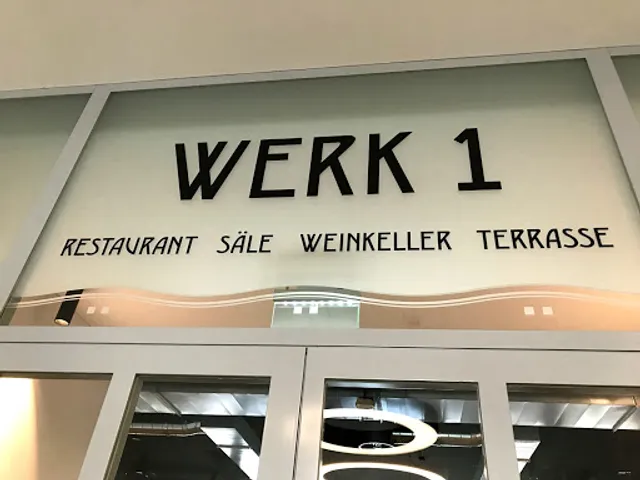 WERK 1
RESTAURANT SÄLE WEINKELLER TERRASSE